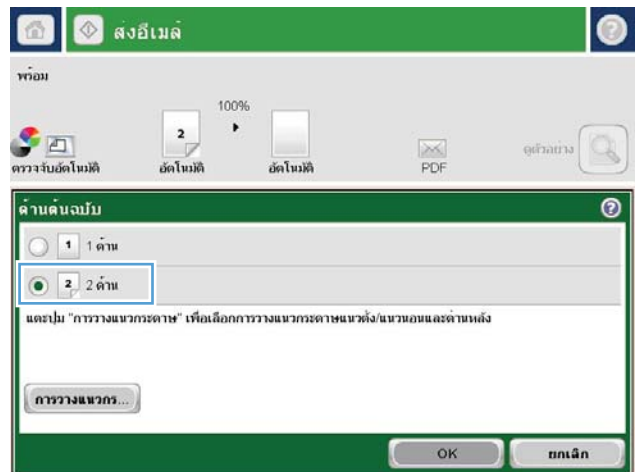 ส่งอีเมล์
พร้อม
100%
2
ตรวจจับอัตโนมัติ
อัตโนมัติ
อัตโนมัติ
PDF
ดูตัวอย่าง
ด้านต้นฉบับ
1 1 ด้าน
2 2 ด้าน
แตะปุ่ม "การวางแนวกระดาษ" เพื่อเลือกการวางแนวกระดาษแนวตั้ง/แนวนอนและด้านหลัง
การวางแนวกร...
OK
ยกเลิก